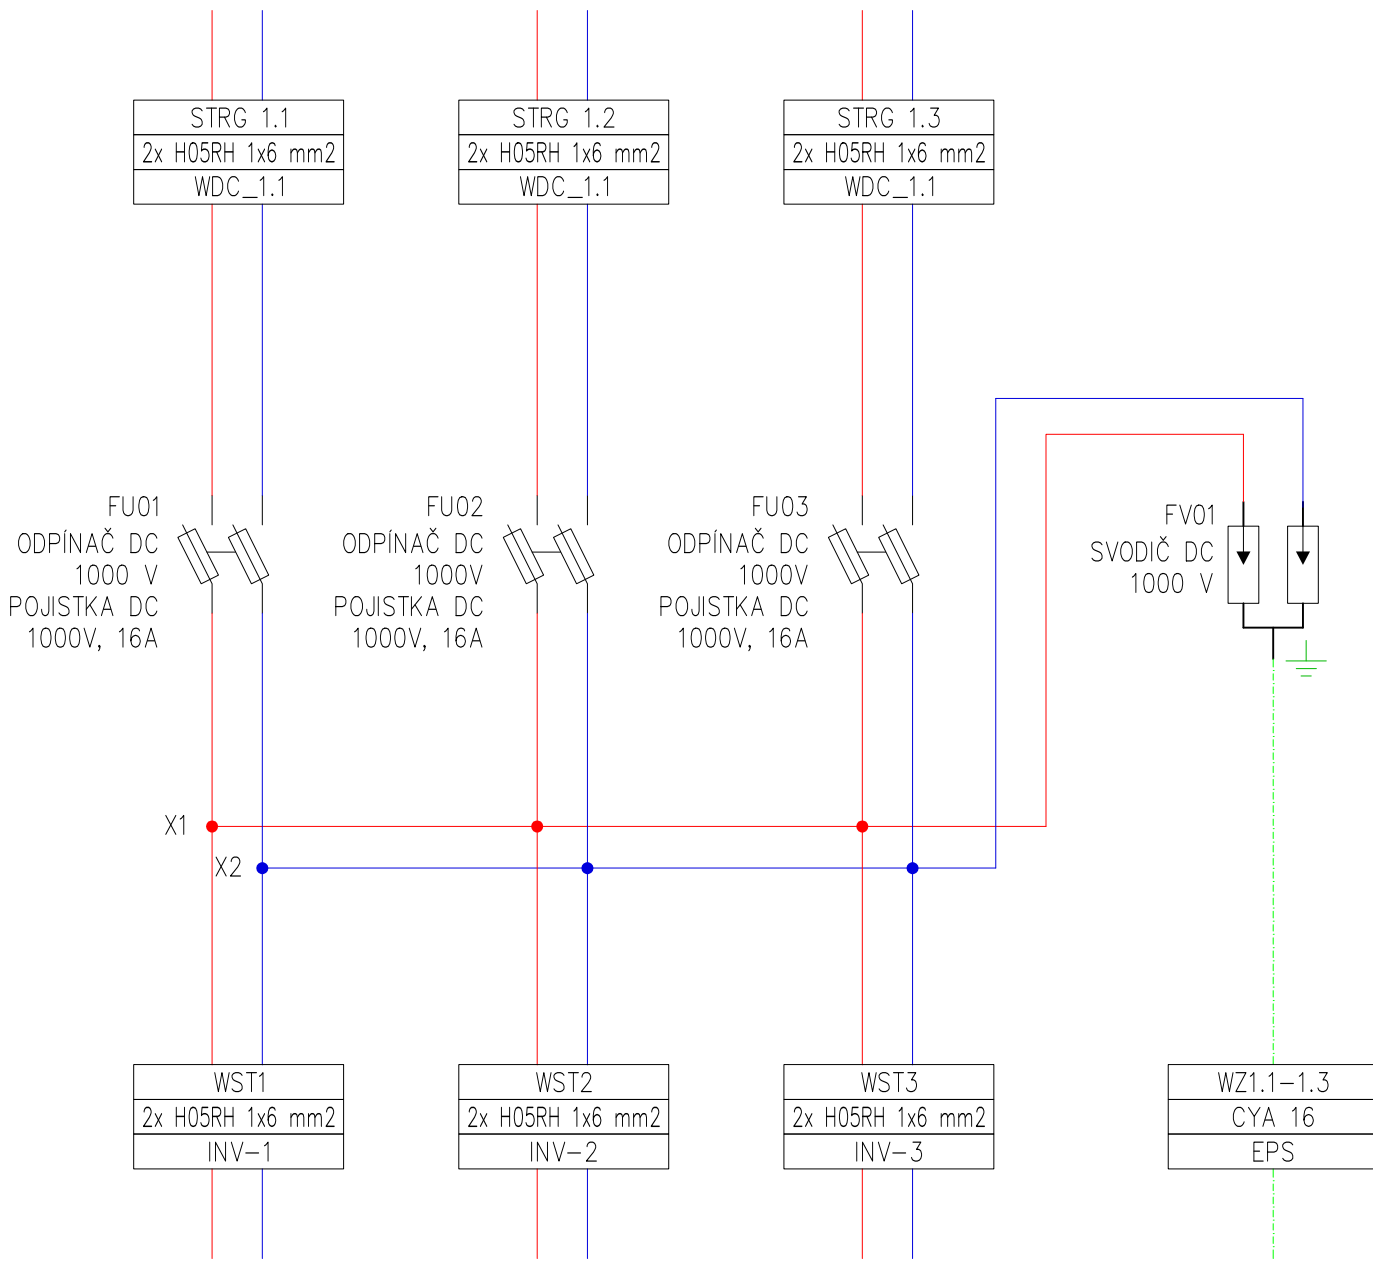 STRG 1.1
2x H05RH 1x6 mm2
WDC_1.1
STRG 1.2
2x H05RH 1x6 mm2
WDC_1.1
STRG 1.3
2x H05RH 1x6 mm2
WDC_1.1
FU01
ODPÍNAČ DC
1000 V
POJISTKA DC
1000V, 16A
FU02
ODPÍNAČ DC
1000V
POJISTKA DC
1000V, 16A
FU03
ODPÍNAČ DC
1000V
POJISTKA DC
1000V, 16A
FV01
SVODIČ DC
1000 V
X1
X2
WST1
2x H05RH 1x6 mm2
INV-1
WST2
2x H05RH 1x6 mm2
INV-2
WST3
2x H05RH 1x6 mm2
INV-3
WZ1.1-1.3
CYA 16
EPS